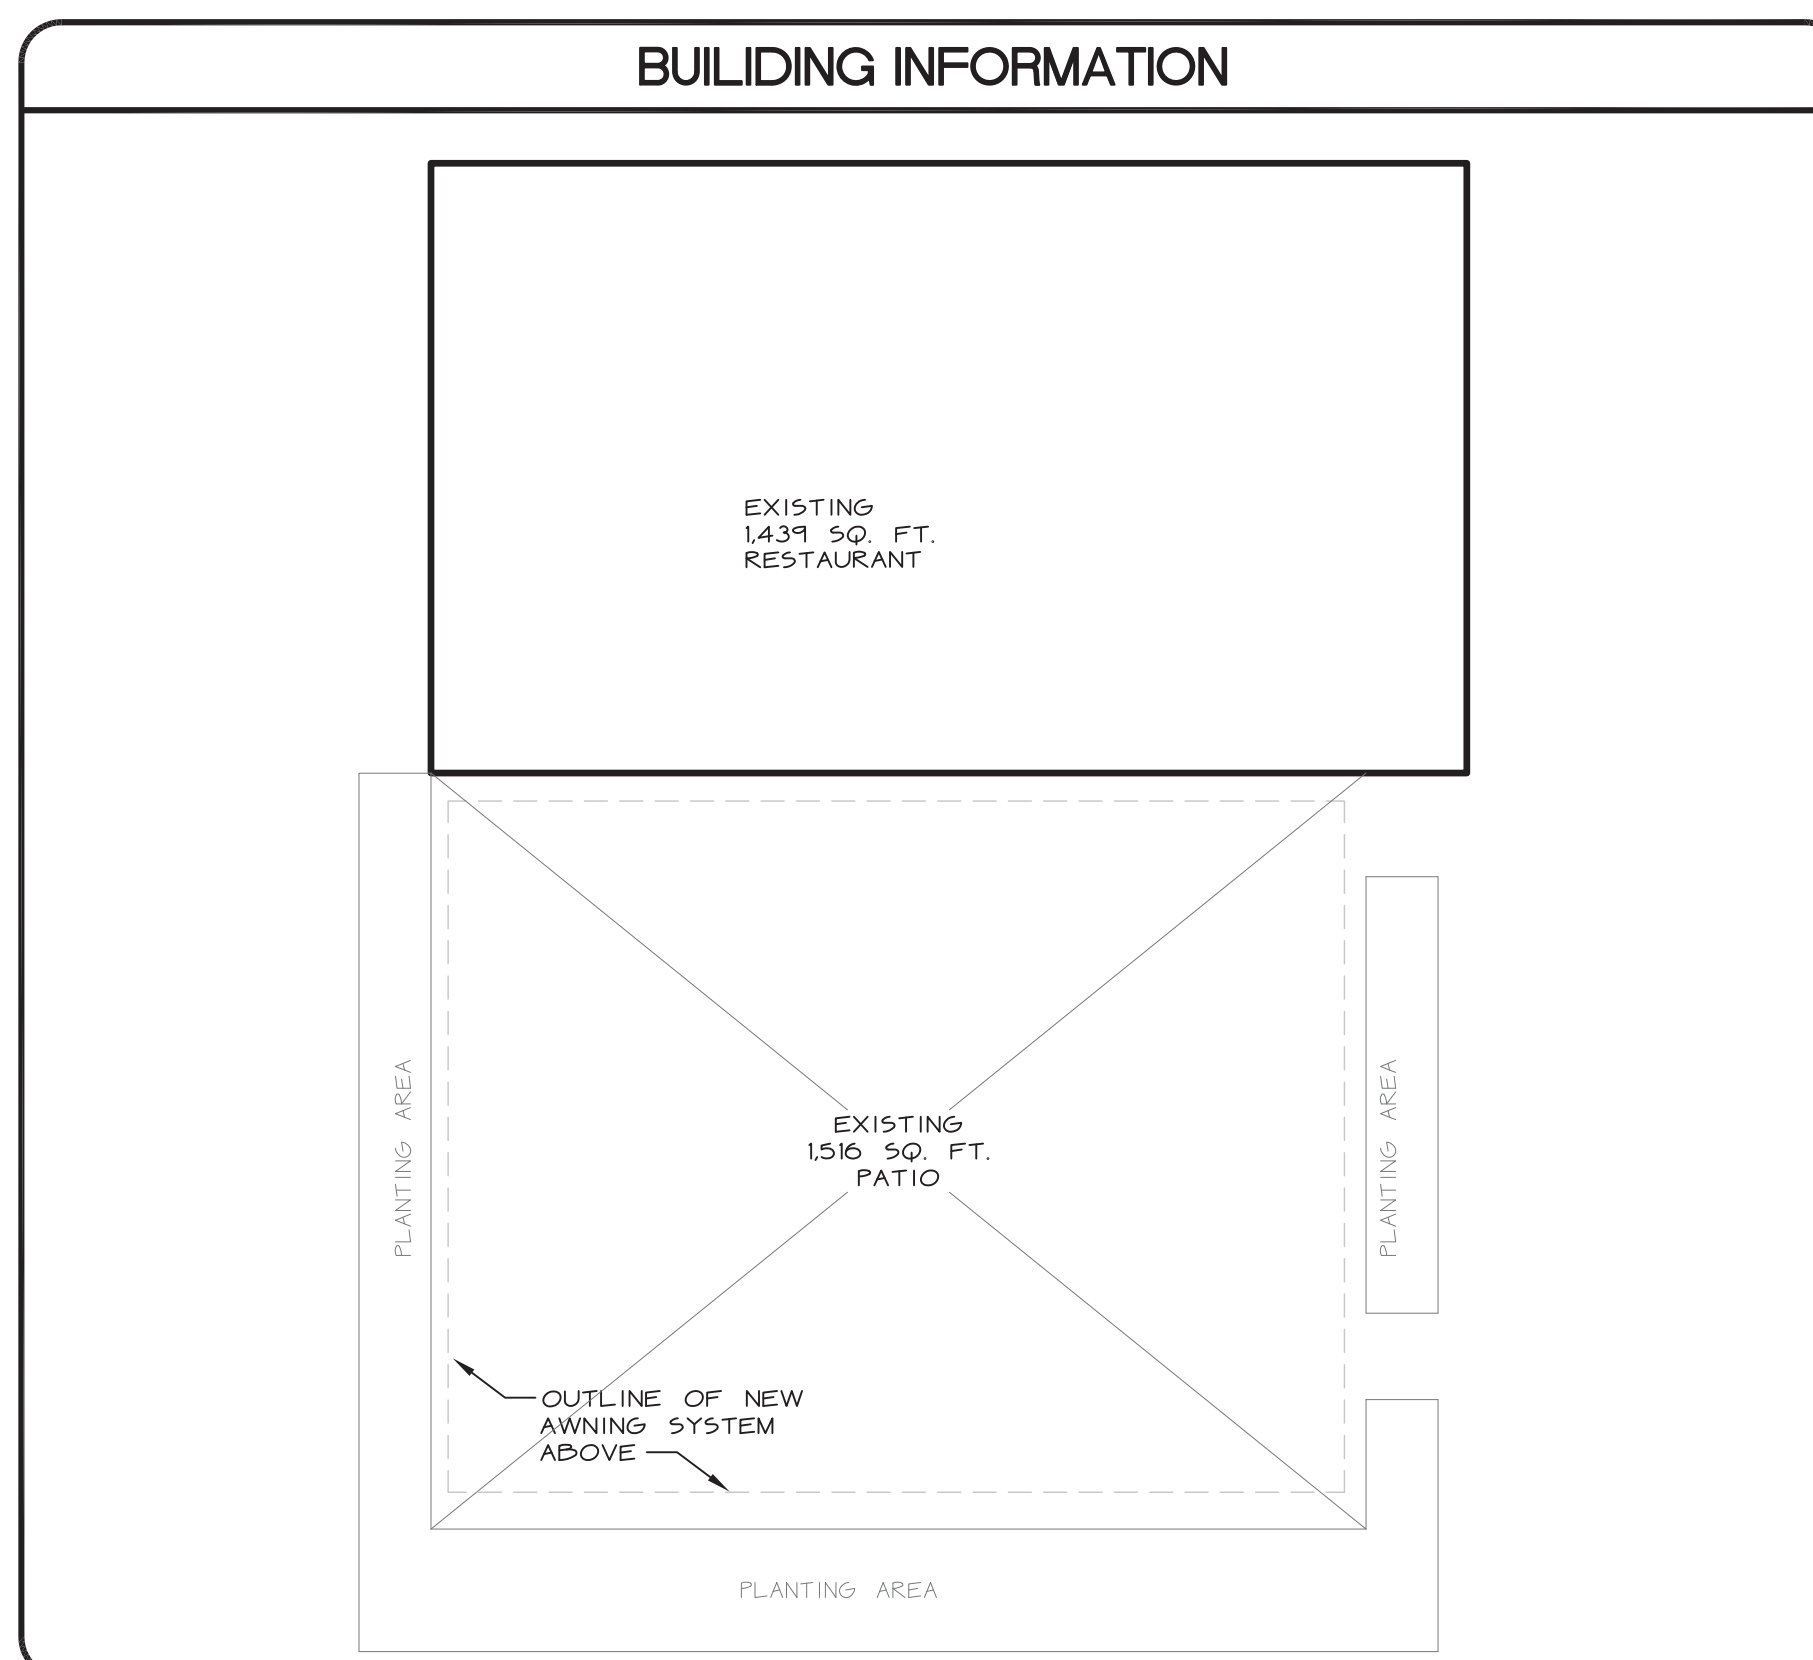 BUILIDING INFORMATION
EXISTING
1,439 SQ. FT.
RESTAURANT
PLANTING AREA
EXISTING
1,516 SQ. FT.
PATIO
PLANTING AREA
OUTLINE OF NEW
AWNING SYSTEM
ABOVE
PLANTING AREA